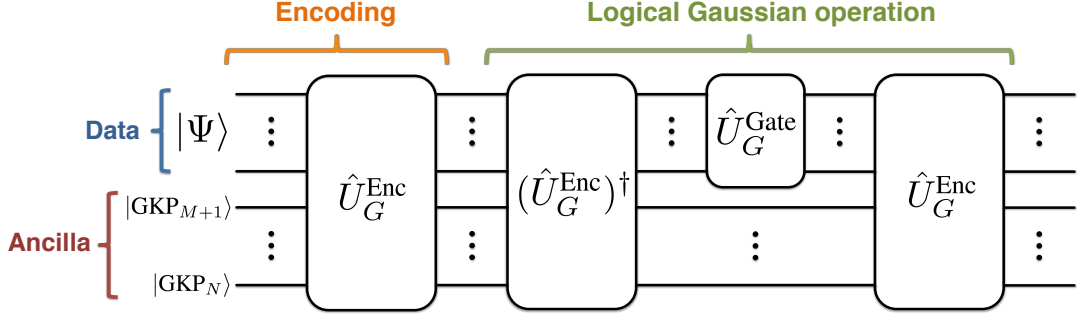 Encoding
Logical Gaussian operation
Data
|Ψ⟩
Û_G^Enc
(Û_G^Enc)^†
Û_G^Gate
Û_G^Enc
|GKP_{M+1}⟩
Ancilla
|GKP_N⟩